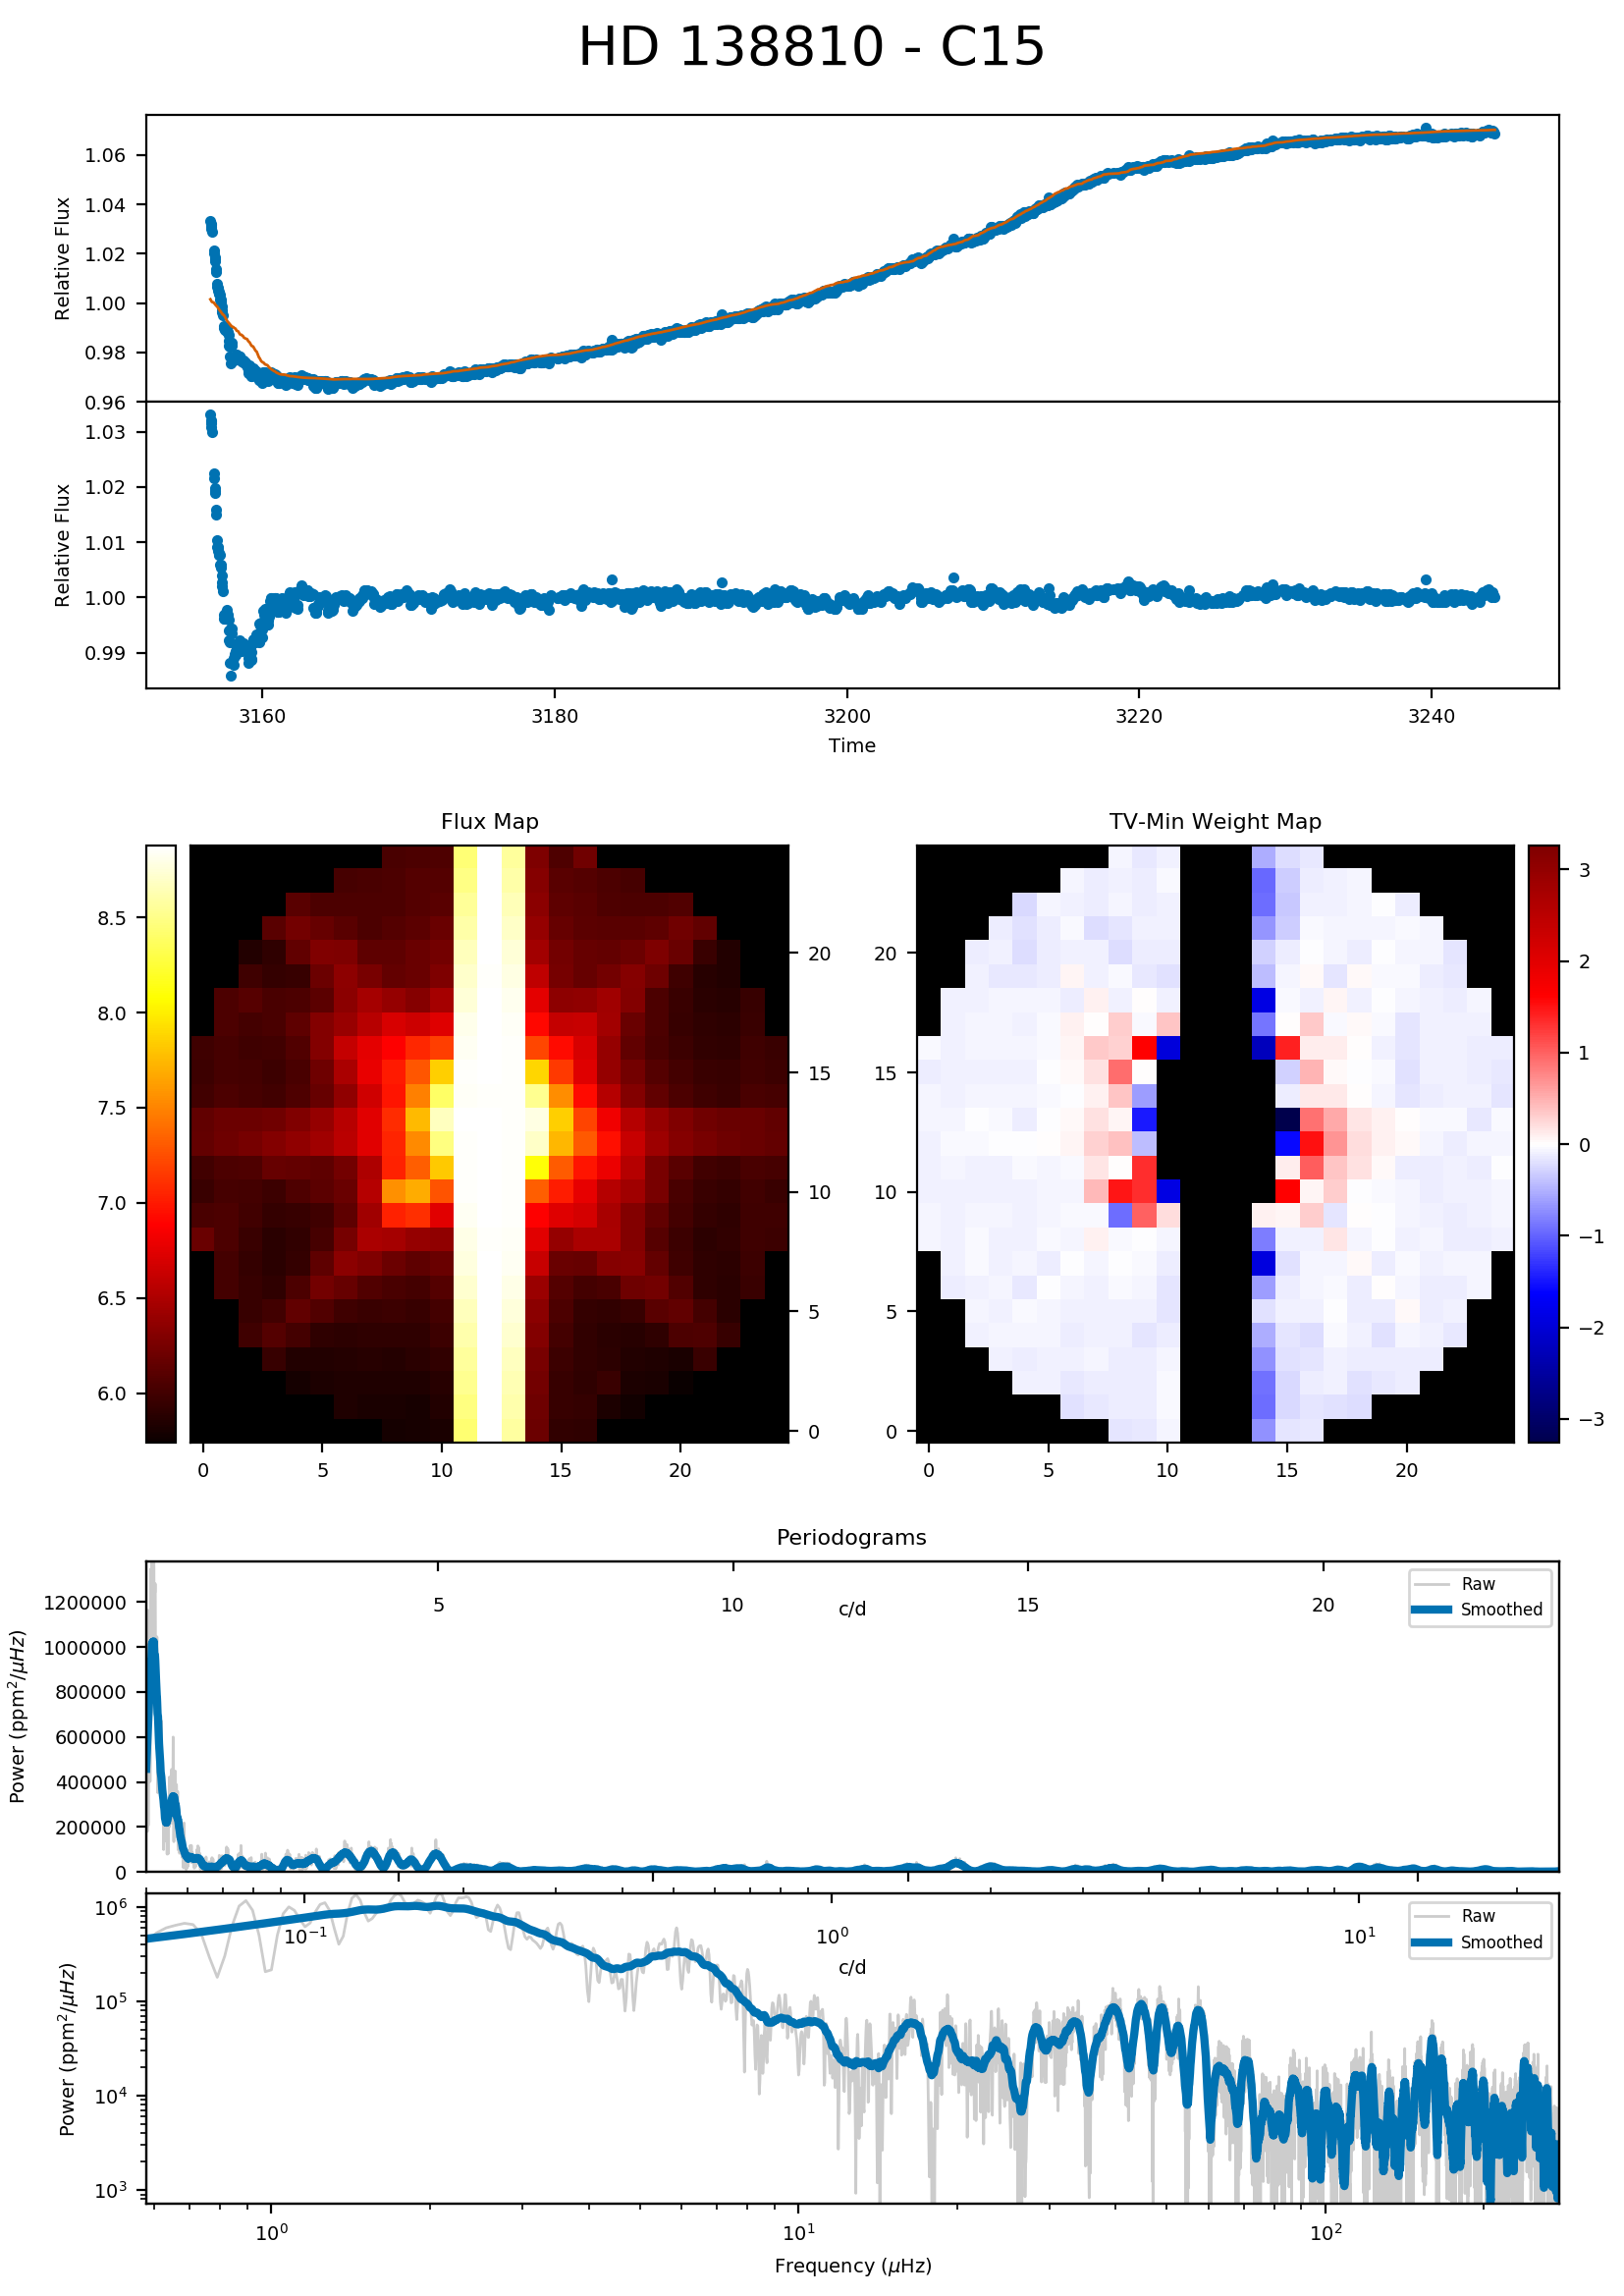 HD 138810 - C15
1.06
1.04
1.02
1.00
0.98
0.96
Relative Flux
1.03
1.02
1.01
1.00
0.99
Relative Flux
3160 3180 3200 3220 3240
Time
Flux Map
8.5
8.0
7.5
7.0
6.5
6.0
20
15
10
5
0
0 5 10 15 20
TV-Min Weight Map
20
15
10
5
0
0 5 10 15 20
3
2
1
0
−1
−2
−3
Periodograms
1200000
1000000
800000
600000
400000
200000
0
Power (ppm²/μHz)
5 10 15 20
c/d
Raw
Smoothed
10⁶
10⁵
10⁴
10³
Power (ppm²/μHz)
10⁻¹ 10⁰ 10¹
c/d
Raw
Smoothed
10⁰ 10¹ 10²
Frequency (μHz)